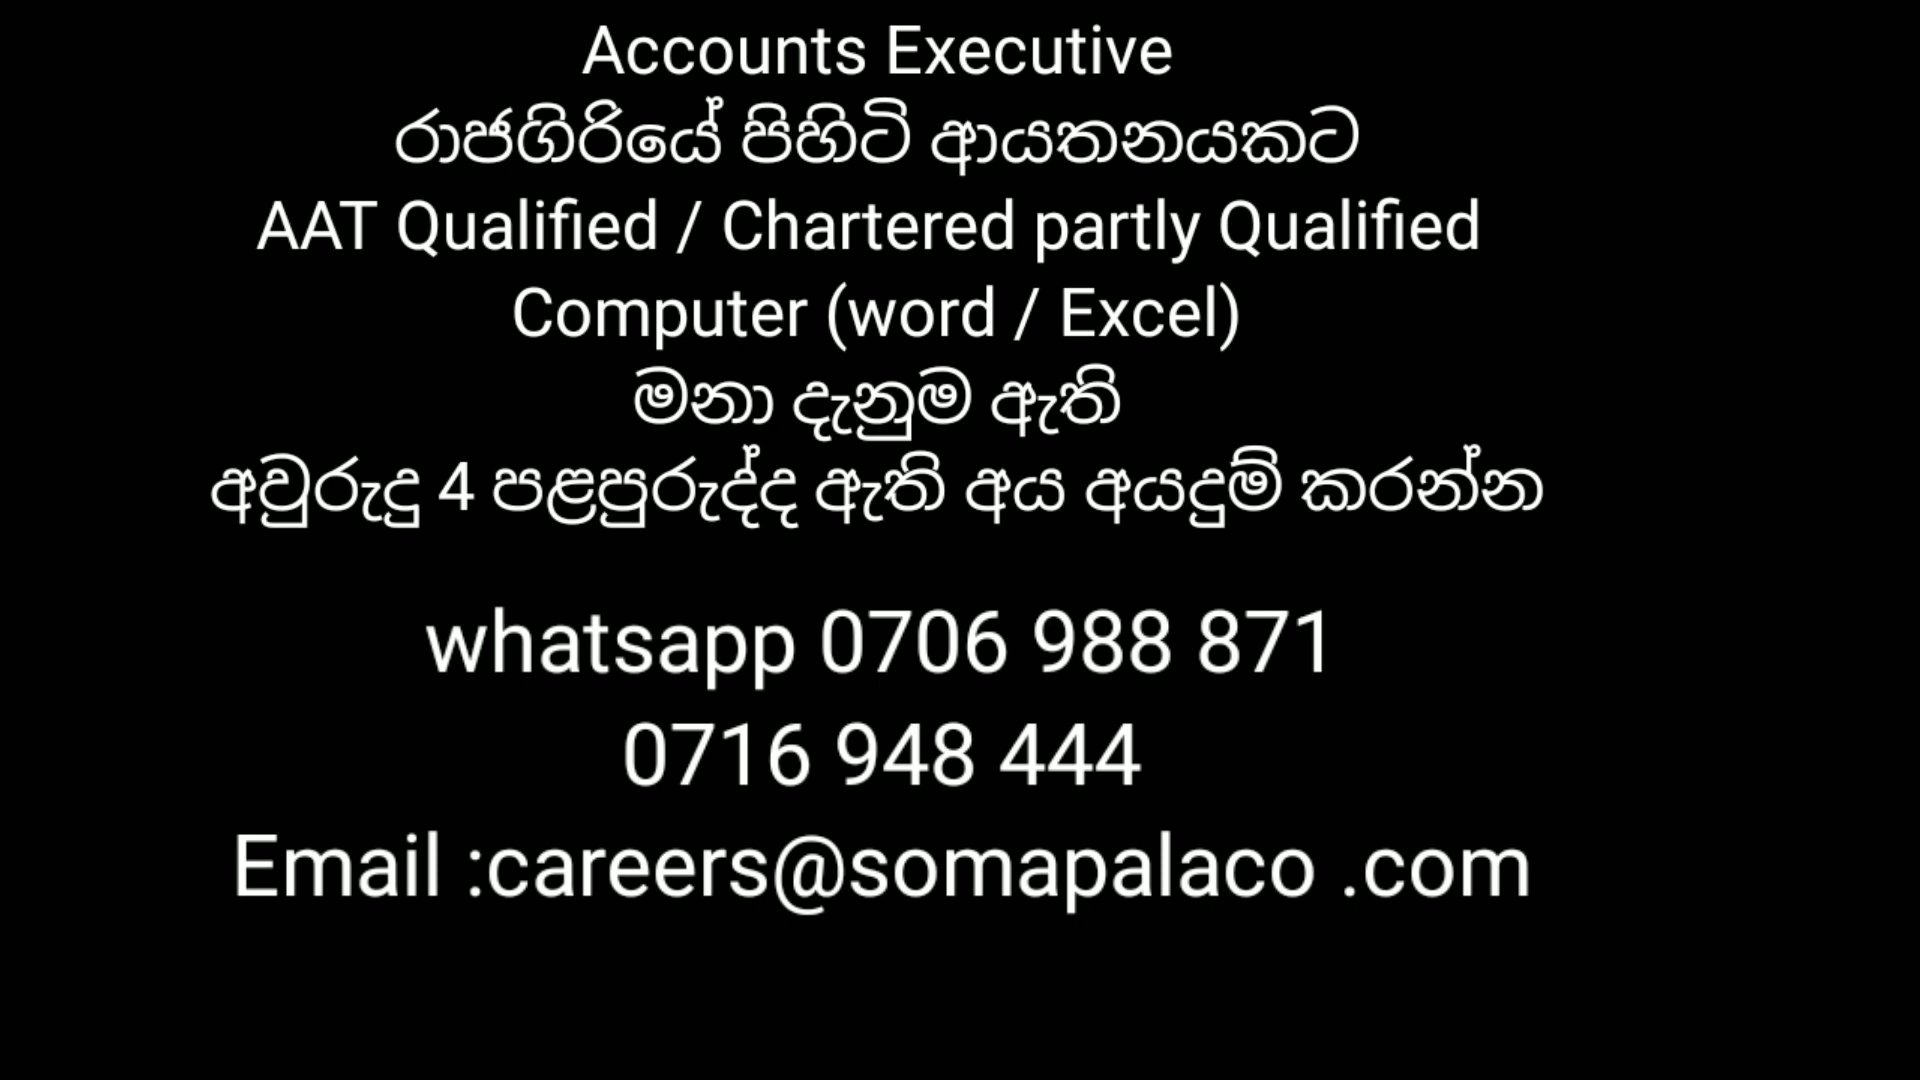 Accounts Executive
රාජගිරියේ පිහිටි ආයතනයකට
AAT Qualified / Chartered partly Qualified
Computer (word / Excel)
මනා දැනුම ඇති
අවුරුදු 4 පළපුරුද්ද ඇති අය අයදුම් කරන්න
whatsapp 0706 988 871
0716 948 444
Email :careers@somapalaco .com